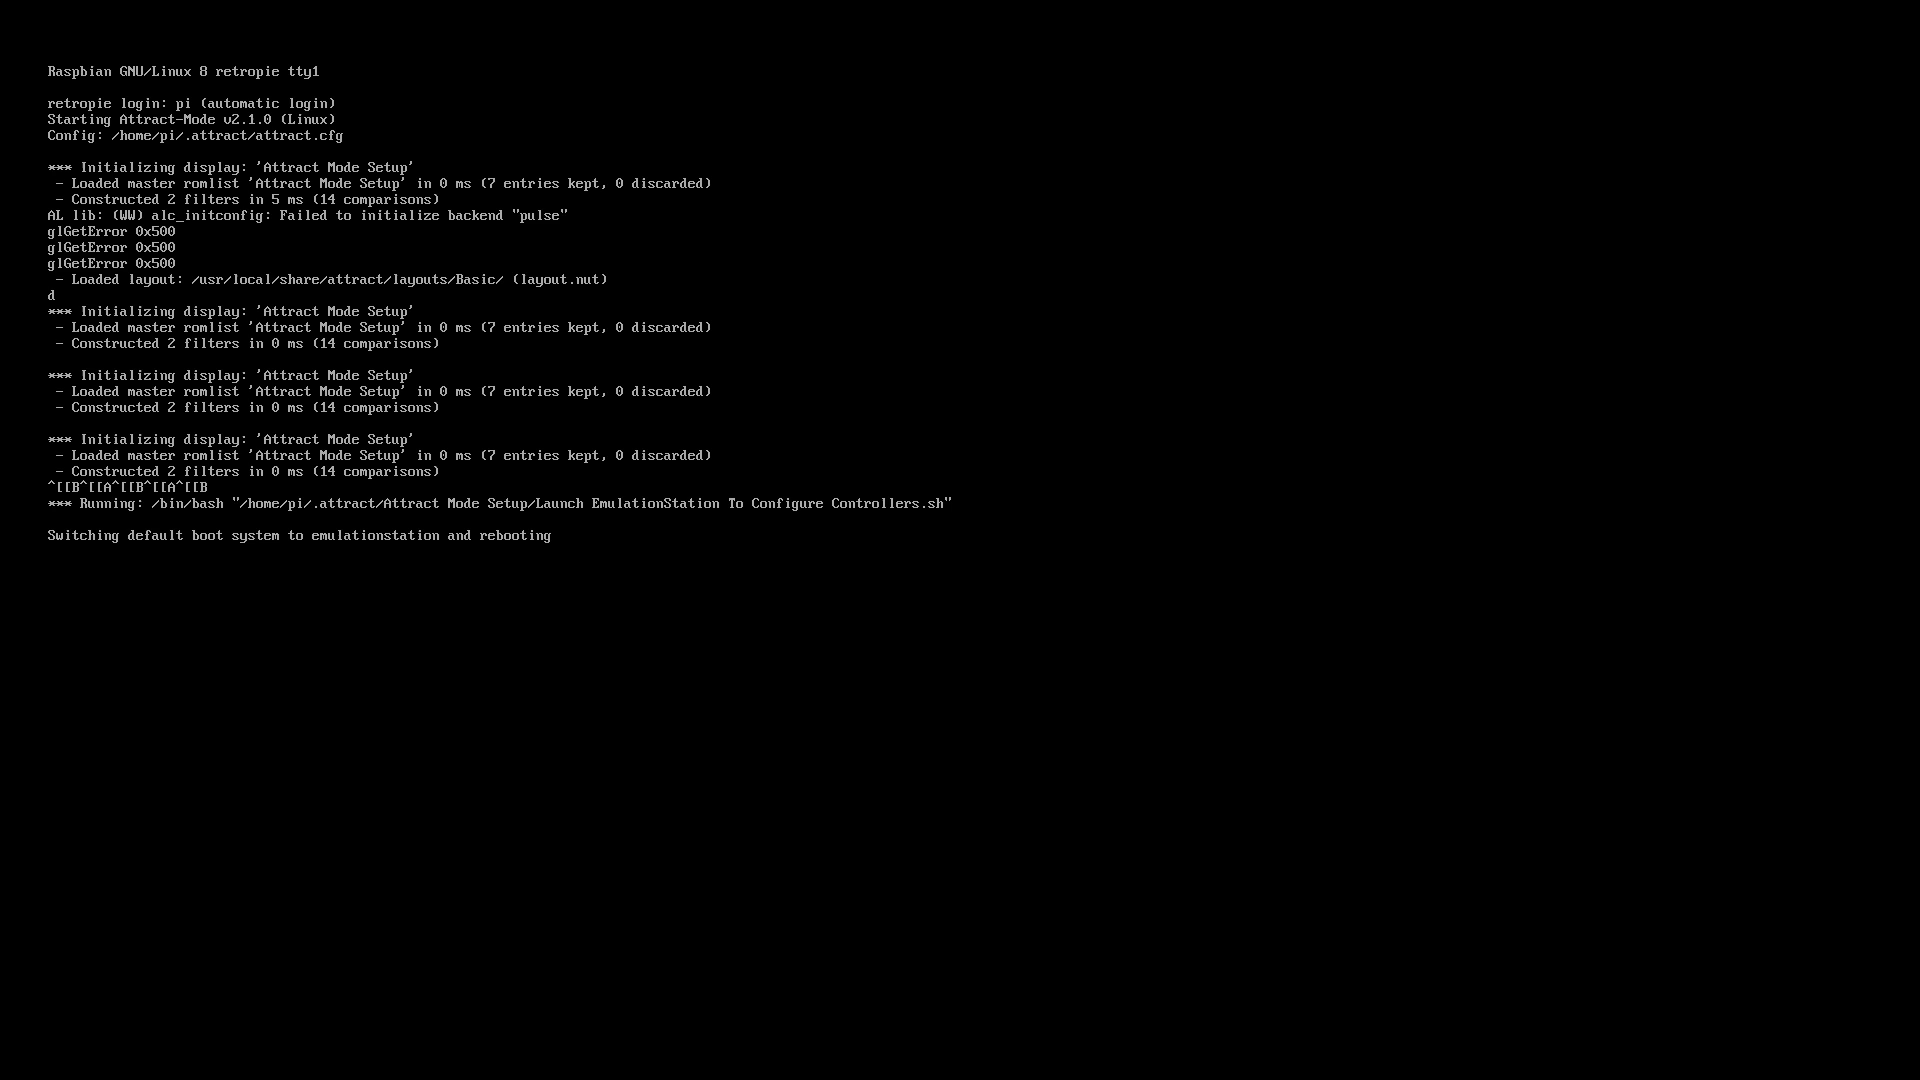 Raspbian GNU/Linux 8 retropie tty1
retropie login: pi (automatic login)
Starting Attract-Mode v2.1.0 (Linux)
Config: /home/pi/.attract/attract.cfg
*** Initializing display: 'Attract Mode Setup'
 - Loaded master romlist 'Attract Mode Setup' in 0 ms (7 entries kept, 0 discarded)
 - Constructed 2 filters in 5 ms (14 comparisons)
AL lib: (WW) alc_initconfig: Failed to initialize backend "pulse"
glGetError 0x500
glGetError 0x500
glGetError 0x500
 - Loaded layout: /usr/local/share/attract/layouts/Basic/ (layout.nut)
d
*** Initializing display: 'Attract Mode Setup'
 - Loaded master romlist 'Attract Mode Setup' in 0 ms (7 entries kept, 0 discarded)
 - Constructed 2 filters in 0 ms (14 comparisons)
*** Initializing display: 'Attract Mode Setup'
 - Loaded master romlist 'Attract Mode Setup' in 0 ms (7 entries kept, 0 discarded)
 - Constructed 2 filters in 0 ms (14 comparisons)
*** Initializing display: 'Attract Mode Setup'
 - Loaded master romlist 'Attract Mode Setup' in 0 ms (7 entries kept, 0 discarded)
 - Constructed 2 filters in 0 ms (14 comparisons)
^[[B^[[A^[[B^[[A^[[B
*** Running: /bin/bash "/home/pi/.attract/Attract Mode Setup/Launch EmulationStation To Configure Controllers.sh"
Switching default boot system to emulationstation and rebooting